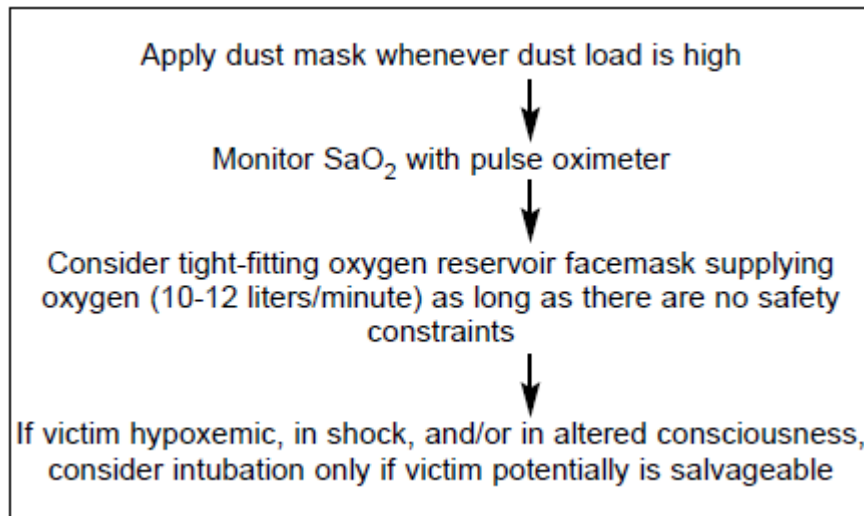 Apply dust mask whenever dust load is high
Monitor SaO₂ with pulse oximeter
Consider tight-fitting oxygen reservoir facemask supplying
oxygen (10-12 liters/minute) as long as there are no safety
constraints
If victim hypoxemic, in shock, and/or in altered consciousness,
consider intubation only if victim potentially is salvageable